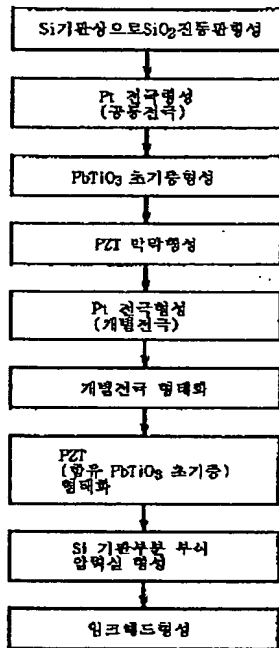 Si기판상으로SiO₂진동판형성
Pt 전극형성
(공통전극)
PbTiO₃ 초기층형성
PZT 박막형성
Pt 전극형성
(개별전극)
개별전극 형태화
PZT
(함유 PbTiO₃ 초기층)
형태화
Si 기판부분 부식
압력실 형성
잉크헤드형성